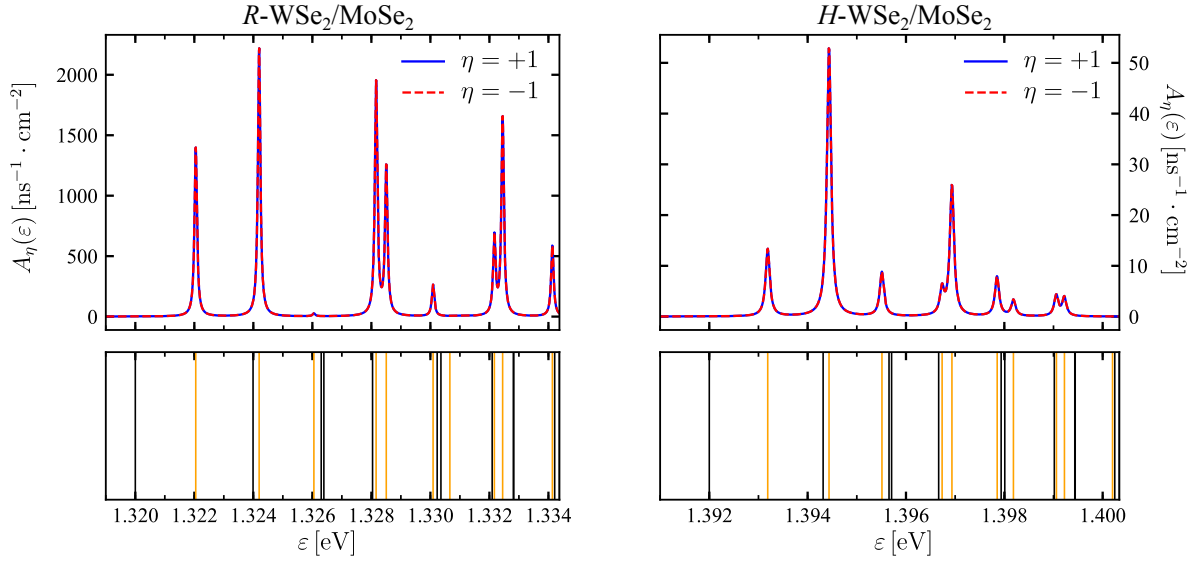 R-WSe₂/MoSe₂
H-WSe₂/MoSe₂
A_η(ε) [ns⁻¹ · cm⁻²]
2000
1500
1000
500
0
η = +1
η = −1
η = +1
η = −1
50
40
30
20
10
0
A_η(ε) [ns⁻¹ · cm⁻²]
1.320 1.322 1.324 1.326 1.328 1.330 1.332 1.334
ε [eV]
1.392 1.394 1.396 1.398 1.400
ε [eV]